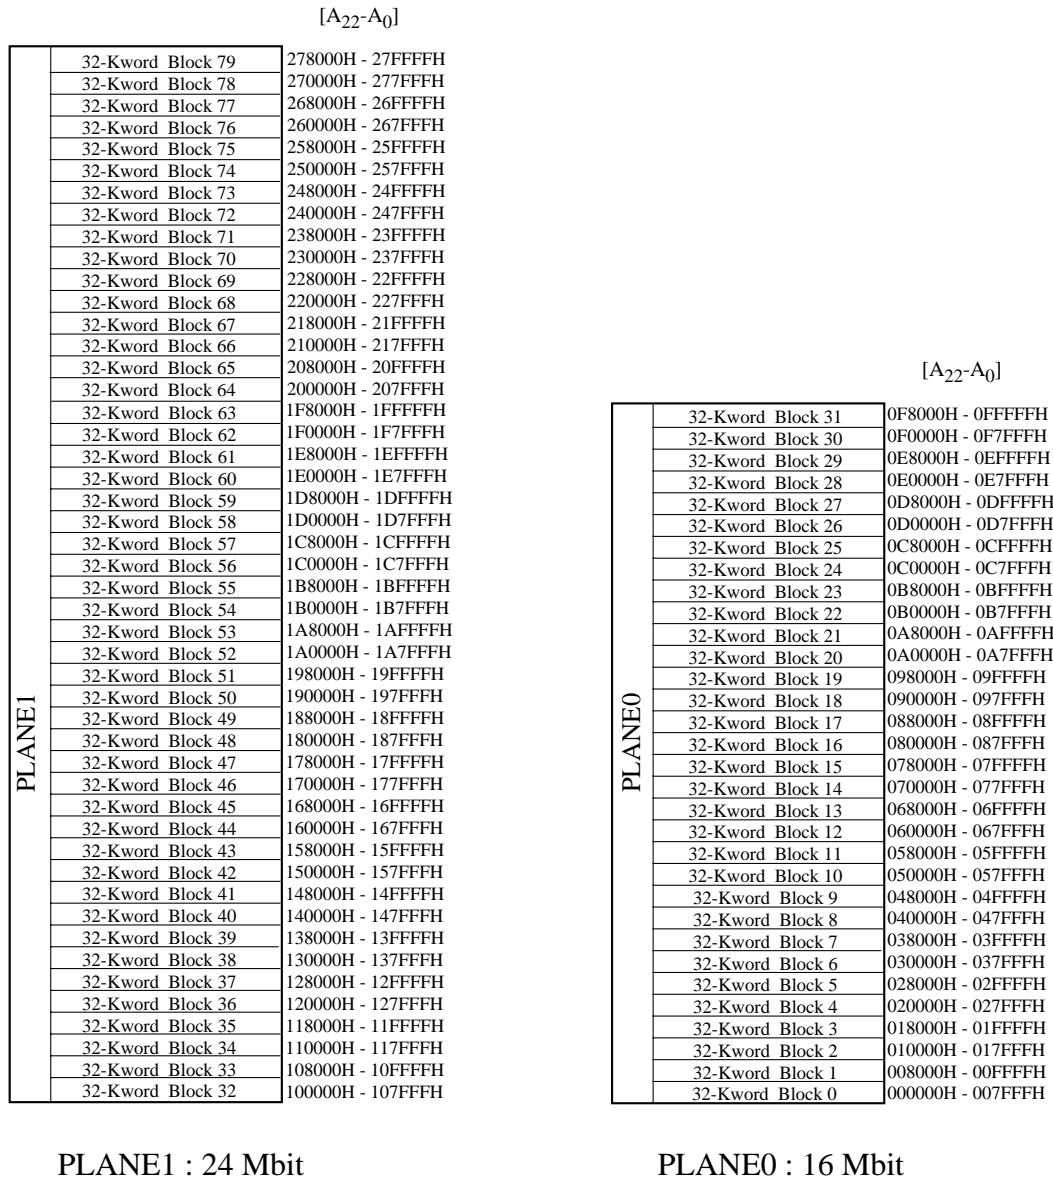 [A22-A0]
PLANE1
32-Kword Block 79 278000H - 27FFFFH
32-Kword Block 78 270000H - 277FFFH
32-Kword Block 77 268000H - 26FFFFH
32-Kword Block 76 260000H - 267FFFH
32-Kword Block 75 258000H - 25FFFFH
32-Kword Block 74 250000H - 257FFFH
32-Kword Block 73 248000H - 24FFFFH
32-Kword Block 72 240000H - 247FFFH
32-Kword Block 71 238000H - 23FFFFH
32-Kword Block 70 230000H - 237FFFH
32-Kword Block 69 228000H - 22FFFFH
32-Kword Block 68 220000H - 227FFFH
32-Kword Block 67 218000H - 21FFFFH
32-Kword Block 66 210000H - 217FFFH
32-Kword Block 65 208000H - 20FFFFH
32-Kword Block 64 200000H - 207FFFH
32-Kword Block 63 1F8000H - 1FFFFFH
32-Kword Block 62 1F0000H - 1F7FFFH
32-Kword Block 61 1E8000H - 1EFFFFH
32-Kword Block 60 1E0000H - 1E7FFFH
32-Kword Block 59 1D8000H - 1DFFFFH
32-Kword Block 58 1D0000H - 1D7FFFH
32-Kword Block 57 1C8000H - 1CFFFFH
32-Kword Block 56 1C0000H - 1C7FFFH
32-Kword Block 55 1B8000H - 1BFFFFH
32-Kword Block 54 1B0000H - 1B7FFFH
32-Kword Block 53 1A8000H - 1AFFFFH
32-Kword Block 52 1A0000H - 1A7FFFH
32-Kword Block 51 198000H - 19FFFFH
32-Kword Block 50 190000H - 197FFFH
32-Kword Block 49 188000H - 18FFFFH
32-Kword Block 48 180000H - 187FFFH
32-Kword Block 47 178000H - 17FFFFH
32-Kword Block 46 170000H - 177FFFH
32-Kword Block 45 168000H - 16FFFFH
32-Kword Block 44 160000H - 167FFFH
32-Kword Block 43 158000H - 15FFFFH
32-Kword Block 42 150000H - 157FFFH
32-Kword Block 41 148000H - 14FFFFH
32-Kword Block 40 140000H - 147FFFH
32-Kword Block 39 138000H - 13FFFFH
32-Kword Block 38 130000H - 137FFFH
32-Kword Block 37 128000H - 12FFFFH
32-Kword Block 36 120000H - 127FFFH
32-Kword Block 35 118000H - 11FFFFH
32-Kword Block 34 110000H - 117FFFH
32-Kword Block 33 108000H - 10FFFFH
32-Kword Block 32 100000H - 107FFFH
PLANE1 : 24 Mbit
[A22-A0]
PLANE0
32-Kword Block 31 0F8000H - 0FFFFFH
32-Kword Block 30 0F0000H - 0F7FFFH
32-Kword Block 29 0E8000H - 0EFFFFH
32-Kword Block 28 0E0000H - 0E7FFFH
32-Kword Block 27 0D8000H - 0DFFFFH
32-Kword Block 26 0D0000H - 0D7FFFH
32-Kword Block 25 0C8000H - 0CFFFFH
32-Kword Block 24 0C0000H - 0C7FFFH
32-Kword Block 23 0B8000H - 0BFFFFH
32-Kword Block 22 0B0000H - 0B7FFFH
32-Kword Block 21 0A8000H - 0AFFFFH
32-Kword Block 20 0A0000H - 0A7FFFH
32-Kword Block 19 098000H - 09FFFFH
32-Kword Block 18 090000H - 097FFFH
32-Kword Block 17 088000H - 08FFFFH
32-Kword Block 16 080000H - 087FFFH
32-Kword Block 15 078000H - 07FFFFH
32-Kword Block 14 070000H - 077FFFH
32-Kword Block 13 068000H - 06FFFFH
32-Kword Block 12 060000H - 067FFFH
32-Kword Block 11 058000H - 05FFFFH
32-Kword Block 10 050000H - 057FFFH
32-Kword Block 9 048000H - 04FFFFH
32-Kword Block 8 040000H - 047FFFH
32-Kword Block 7 038000H - 03FFFFH
32-Kword Block 6 030000H - 037FFFH
32-Kword Block 5 028000H - 02FFFFH
32-Kword Block 4 020000H - 027FFFH
32-Kword Block 3 018000H - 01FFFFH
32-Kword Block 2 010000H - 017FFFH
32-Kword Block 1 008000H - 00FFFFH
32-Kword Block 0 000000H - 007FFFH
PLANE0 : 16 Mbit